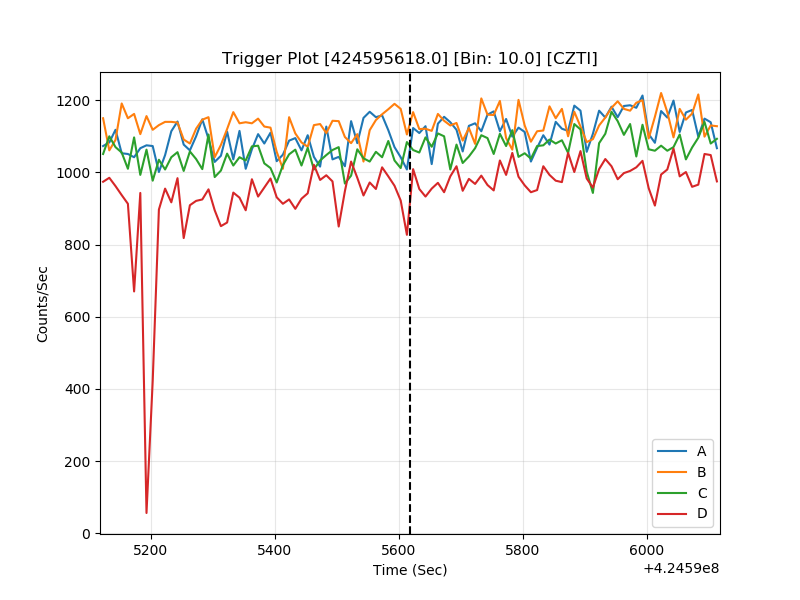 Trigger Plot [424595618.0] [Bin: 10.0] [CZTI]
1200
1000
800
600
400
200
0
Counts/Sec
A
B
C
D
5200 5400 5600 5800 6000
Time (Sec)
+4.2459e8